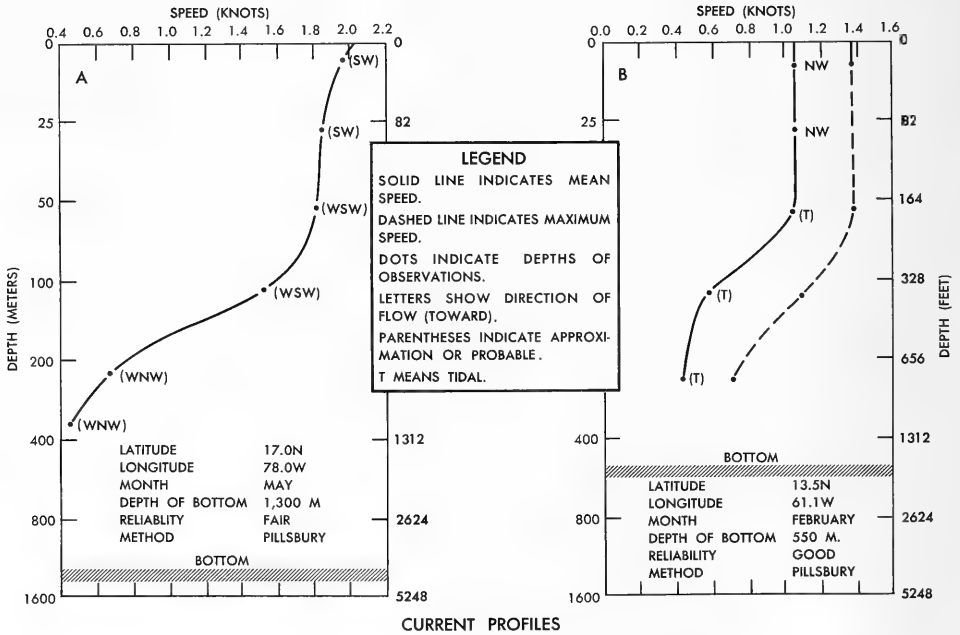 SPEED (KNOTS)
0.4 0.6 0.8 1.0 1.2 1.4 1.6 1.8 2.0 2.2
0
25
50
100
200
400
800
1600
DEPTH (METERS)
A
(SW)
(SW)
(WSW)
(WSW)
(WNW)
(WNW)
0
82
1312
2624
5248
LATITUDE 17.0N
LONGITUDE 78.0W
MONTH MAY
DEPTH OF BOTTOM 1,300 M
RELIABLITY FAIR
METHOD PILLSBURY
BOTTOM
LEGEND
SOLID LINE INDICATES MEAN
SPEED.
DASHED LINE INDICATES MAXIMUM
SPEED.
DOTS INDICATE DEPTHS OF
OBSERVATIONS.
LETTERS SHOW DIRECTION OF
FLOW (TOWARD).
PARENTHESES INDICATE APPROXI-
MATION OR PROBABLE.
T MEANS TIDAL.
SPEED (KNOTS)
0.0 0.2 0.4 0.6 0.8 1.0 1.2 1.4 1.6
0
25
400
800
1600
B
NW
NW
(T)
(T)
(T)
0
82
164
328
656
1312
2624
5248
DEPTH (FEET)
BOTTOM
LATITUDE 13.5N
LONGITUDE 61.1W
MONTH FEBRUARY
DEPTH OF BOTTOM 550 M.
RELIABILITY GOOD
METHOD PILLSBURY
CURRENT PROFILES